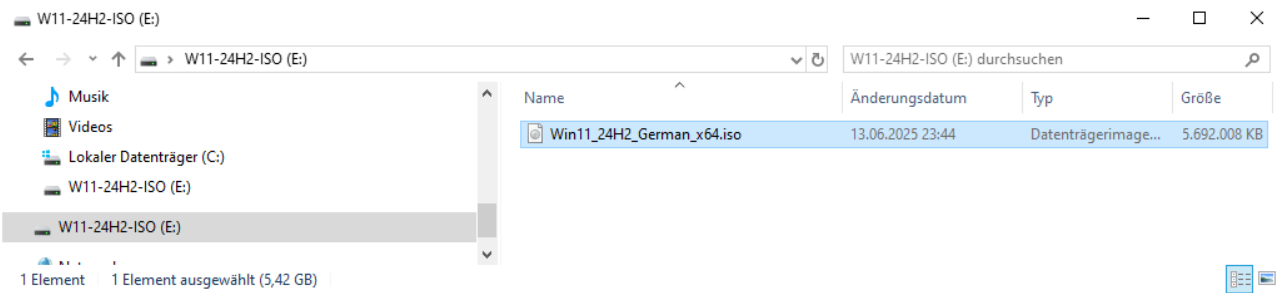 W11-24H2-ISO (E:)
W11-24H2-ISO (E:)
W11-24H2-ISO (E:) durchsuchen
Musik
Videos
Lokaler Datenträger (C:)
W11-24H2-ISO (E:)
W11-24H2-ISO (E:)
Name Änderungsdatum Typ Größe
Win11_24H2_German_x64.iso 13.06.2025 23:44 Datenträgerimage... 5.692.008 KB
1 Element 1 Element ausgewählt (5,42 GB)